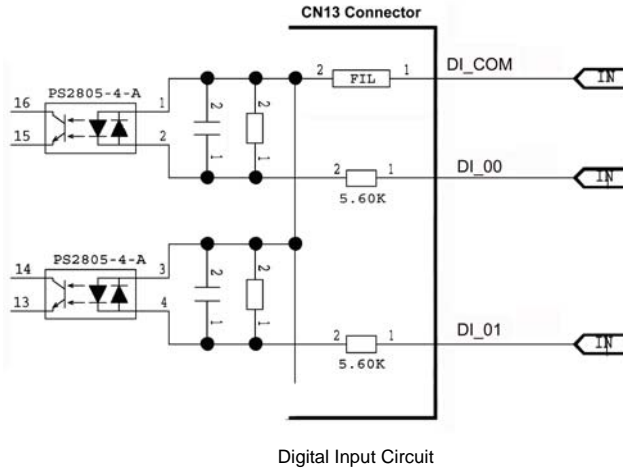 CN13 Connector
DI_COM
2 FIL 1
IN
PS2805-4-A
16 1
2
1
15 2
2
1
DI_00
2 1
IN
5.60K
PS2805-4-A
14 3
2
1
13 4
2
1
DI_01
2 1
IN
5.60K
Digital Input Circuit